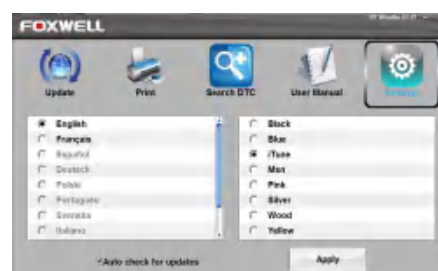 FOXWELL
Update
Print
Search DTC
User Manual
English
Français
Español
Deutsch
Polski
Português
Svenska
Italiano
Black
Blue
iTune
Man
Pink
Silver
Wood
Yellow
Auto check for updates
Apply